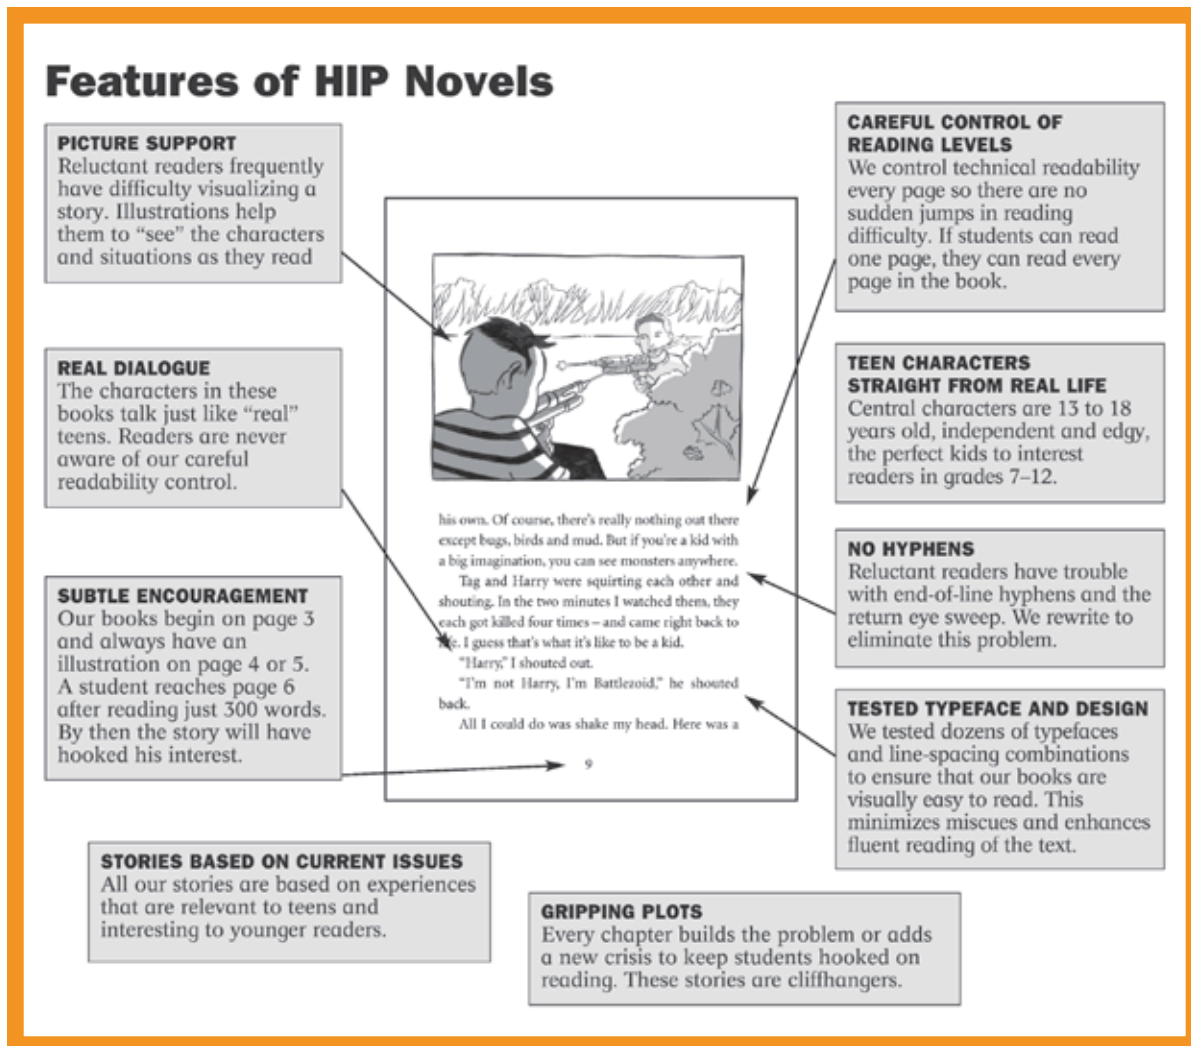 Features of HIP Novels
PICTURE SUPPORT
Reluctant readers frequently
have difficulty visualizing a
story. Illustrations help
them to “see” the characters
and situations as they read
REAL DIALOGUE
The characters in these
books talk just like “real”
teens. Readers are never
aware of our careful
readability control.
SUBTLE ENCOURAGEMENT
Our books begin on page 3
and always have an
illustration on page 4 or 5.
A student reaches page 6
after reading just 300 words.
By then the story will have
hooked his interest.
his own. Of course, there’s really nothing out there
except bugs, birds and mud. But if you’re a kid with
a big imagination, you can see monsters anywhere.
Tag and Harry were squirting each other and
shouting. In the two minutes I watched them, they
each got killed four times – and came right back to
life. I guess that’s what it’s like to be a kid.
“Harry,” I shouted out.
“I’m not Harry, I’m Battlezoid,” he shouted
back.
All I could do was shake my head. Here was a
9
CAREFUL CONTROL OF
READING LEVELS
We control technical readability
every page so there are no
sudden jumps in reading
difficulty. If students can read
one page, they can read every
page in the book.
TEEN CHARACTERS
STRAIGHT FROM REAL LIFE
Central characters are 13 to 18
years old, independent and edgy,
the perfect kids to interest
readers in grades 7–12.
NO HYPHENS
Reluctant readers have trouble
with end-of-line hyphens and the
return eye sweep. We rewrite to
eliminate this problem.
TESTED TYPEFACE AND DESIGN
We tested dozens of typefaces
and line-spacing combinations
to ensure that our books are
visually easy to read. This
minimizes miscues and enhances
fluent reading of the text.
STORIES BASED ON CURRENT ISSUES
All our stories are based on experiences
that are relevant to teens and
interesting to younger readers.
GRIPPING PLOTS
Every chapter builds the problem or adds
a new crisis to keep students hooked on
reading. These stories are cliffhangers.